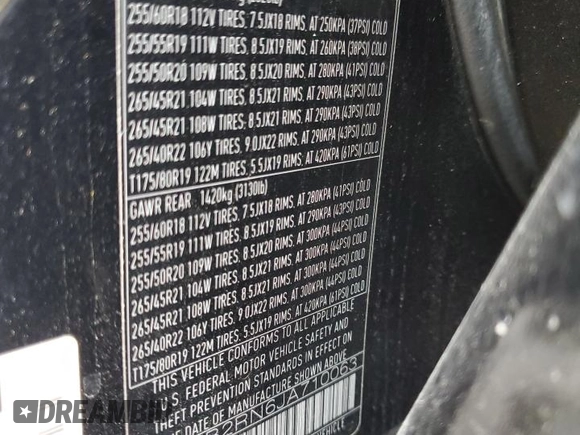 255/60R18 112V TIRES, 7.5JX18 RIMS, AT 250KPA (37PSI) COLD
255/55R19 111W TIRES, 8.5JX19 RIMS, AT 260KPA (38PSI) COLD
255/50R20 109W TIRES, 8.5JX20 RIMS, AT 280KPA (41PSI) COLD
265/45R21 104W TIRES, 8.5JX21 RIMS, AT 290KPA (43PSI) COLD
265/45R21 108W TIRES, 8.5JX21 RIMS, AT 290KPA (43PSI) COLD
265/40R22 106Y TIRES, 9.0JX22 RIMS, AT 290KPA (43PSI) COLD
T175/80R19 122M TIRES, 5.5JX19 RIMS, AT 420KPA (61PSI) COLD
GAWR REAR: 1420kg (3130lb)
255/60R18 112V TIRES, 7.5JX18 RIMS, AT 280KPA (41PSI) COLD
255/55R19 111W TIRES, 8.5JX19 RIMS, AT 290KPA (43PSI) COLD
255/50R20 109W TIRES, 8.5JX20 RIMS, AT 300KPA (44PSI) COLD
265/45R21 104W TIRES, 8.5JX21 RIMS, AT 300KPA (44PSI) COLD
265/45R21 108W TIRES, 8.5JX21 RIMS, AT 300KPA (44PSI) COLD
265/40R22 106Y TIRES, 9.0JX22 RIMS, AT 300KPA (44PSI) COLD
T175/80R19 122M TIRES, 5.5JX19 RIMS, AT 420KPA (61PSI) COLD
THIS VEHICLE CONFORMS TO ALL APPLICABLE
U.S. FEDERAL MOTOR VEHICLE SAFETY AND
THEFT PREVENTION STANDARDS IN EFFECT
ON THE DATE OF MANUFACTURE SHOWN
2RN6JA710063
710063
RIDESAFELY